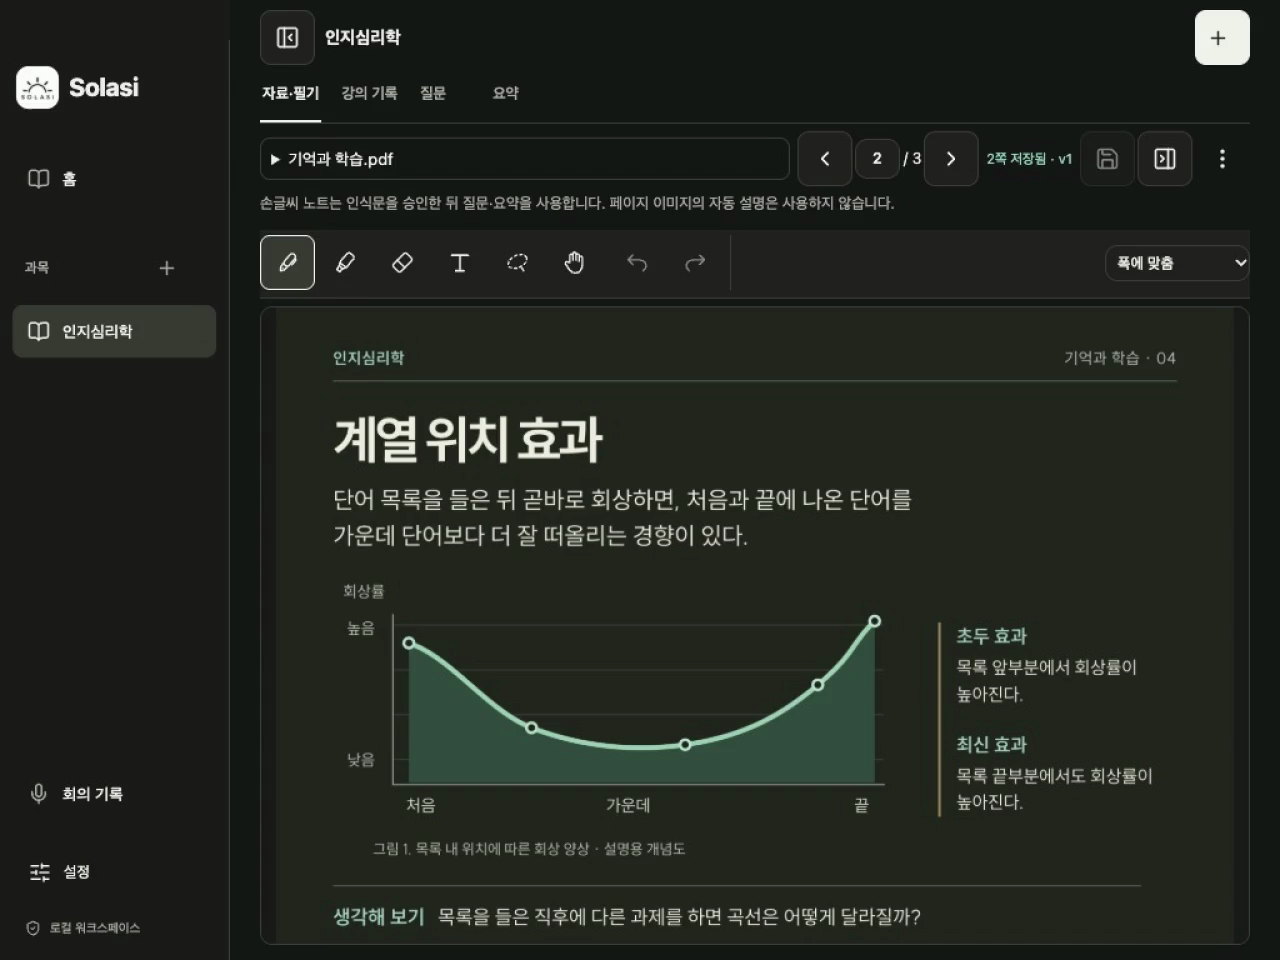 SOLASI
Solasi
홈
과목
인지심리학
회의 기록
설정
로컬 워크스페이스
인지심리학
자료·필기 강의 기록 질문 요약
기억과 학습.pdf
2 / 3
2쪽 저장됨 · v1
손글씨 노트는 인식문을 승인한 뒤 질문·요약을 사용합니다. 페이지 이미지의 자동 설명은 사용하지 않습니다.
T
폭에 맞춤
인지심리학
기억과 학습 · 04
계열 위치 효과
단어 목록을 들은 뒤 곧바로 회상하면, 처음과 끝에 나온 단어를
가운데 단어보다 더 잘 떠올리는 경향이 있다.
회상률
높음
낮음
처음 가운데 끝
그림 1. 목록 내 위치에 따른 회상 양상 · 설명용 개념도
초두 효과
목록 앞부분에서 회상률이
높아진다.
최신 효과
목록 끝부분에서도 회상률이
높아진다.
생각해 보기 목록을 들은 직후에 다른 과제를 하면 곡선은 어떻게 달라질까?